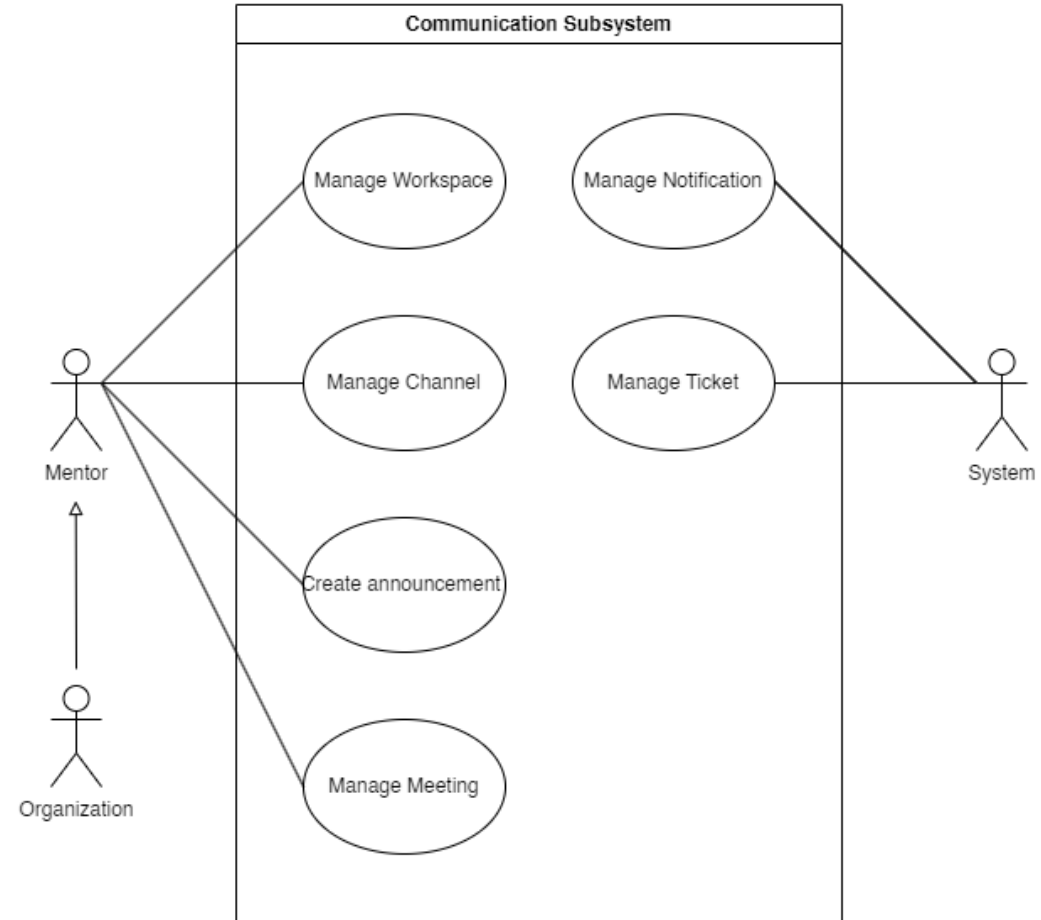 Communication Subsystem
Manage Workspace
Manage Notification
Manage Channel
Manage Ticket
Mentor
System
Create announcement
Manage Meeting
Organization